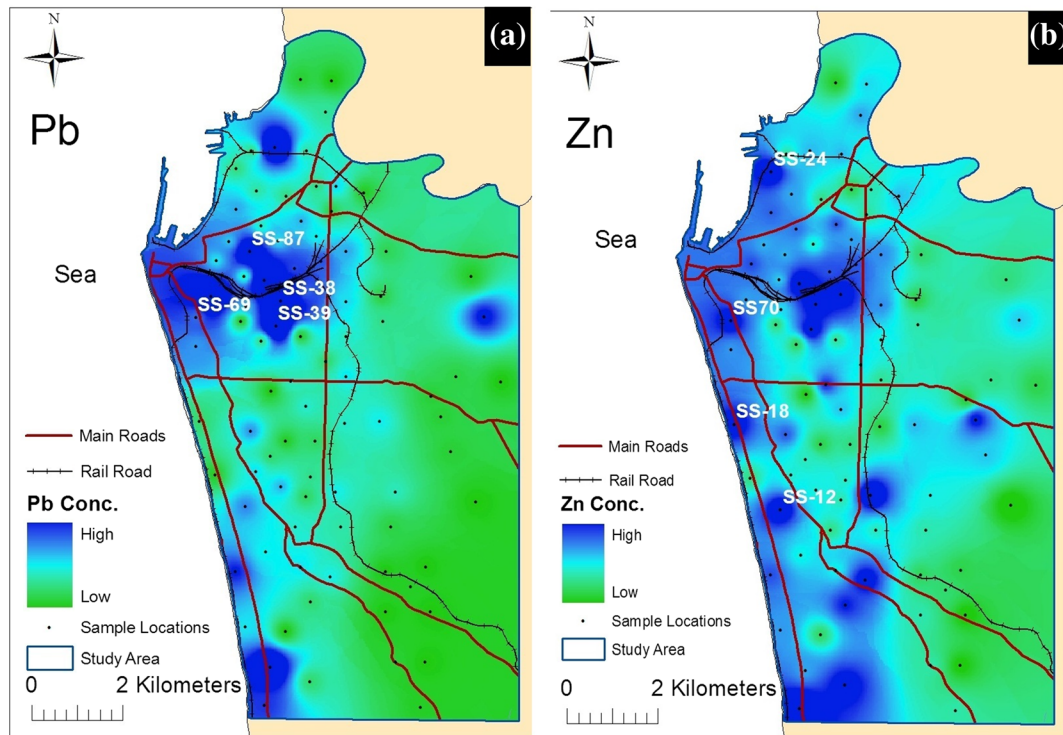 N
(a)
Pb
SS-87
Sea
SS-38
SS-69
SS-39
Main Roads
Rail Road
Pb Conc.
High
Low
Sample Locations
Study Area
0
2 Kilometers
N
(b)
Zn
SS-24
Sea
SS70
SS-18
Main Roads
Rail Road
SS-12
Zn Conc.
High
Low
Sample Locations
Study Area
0
2 Kilometers